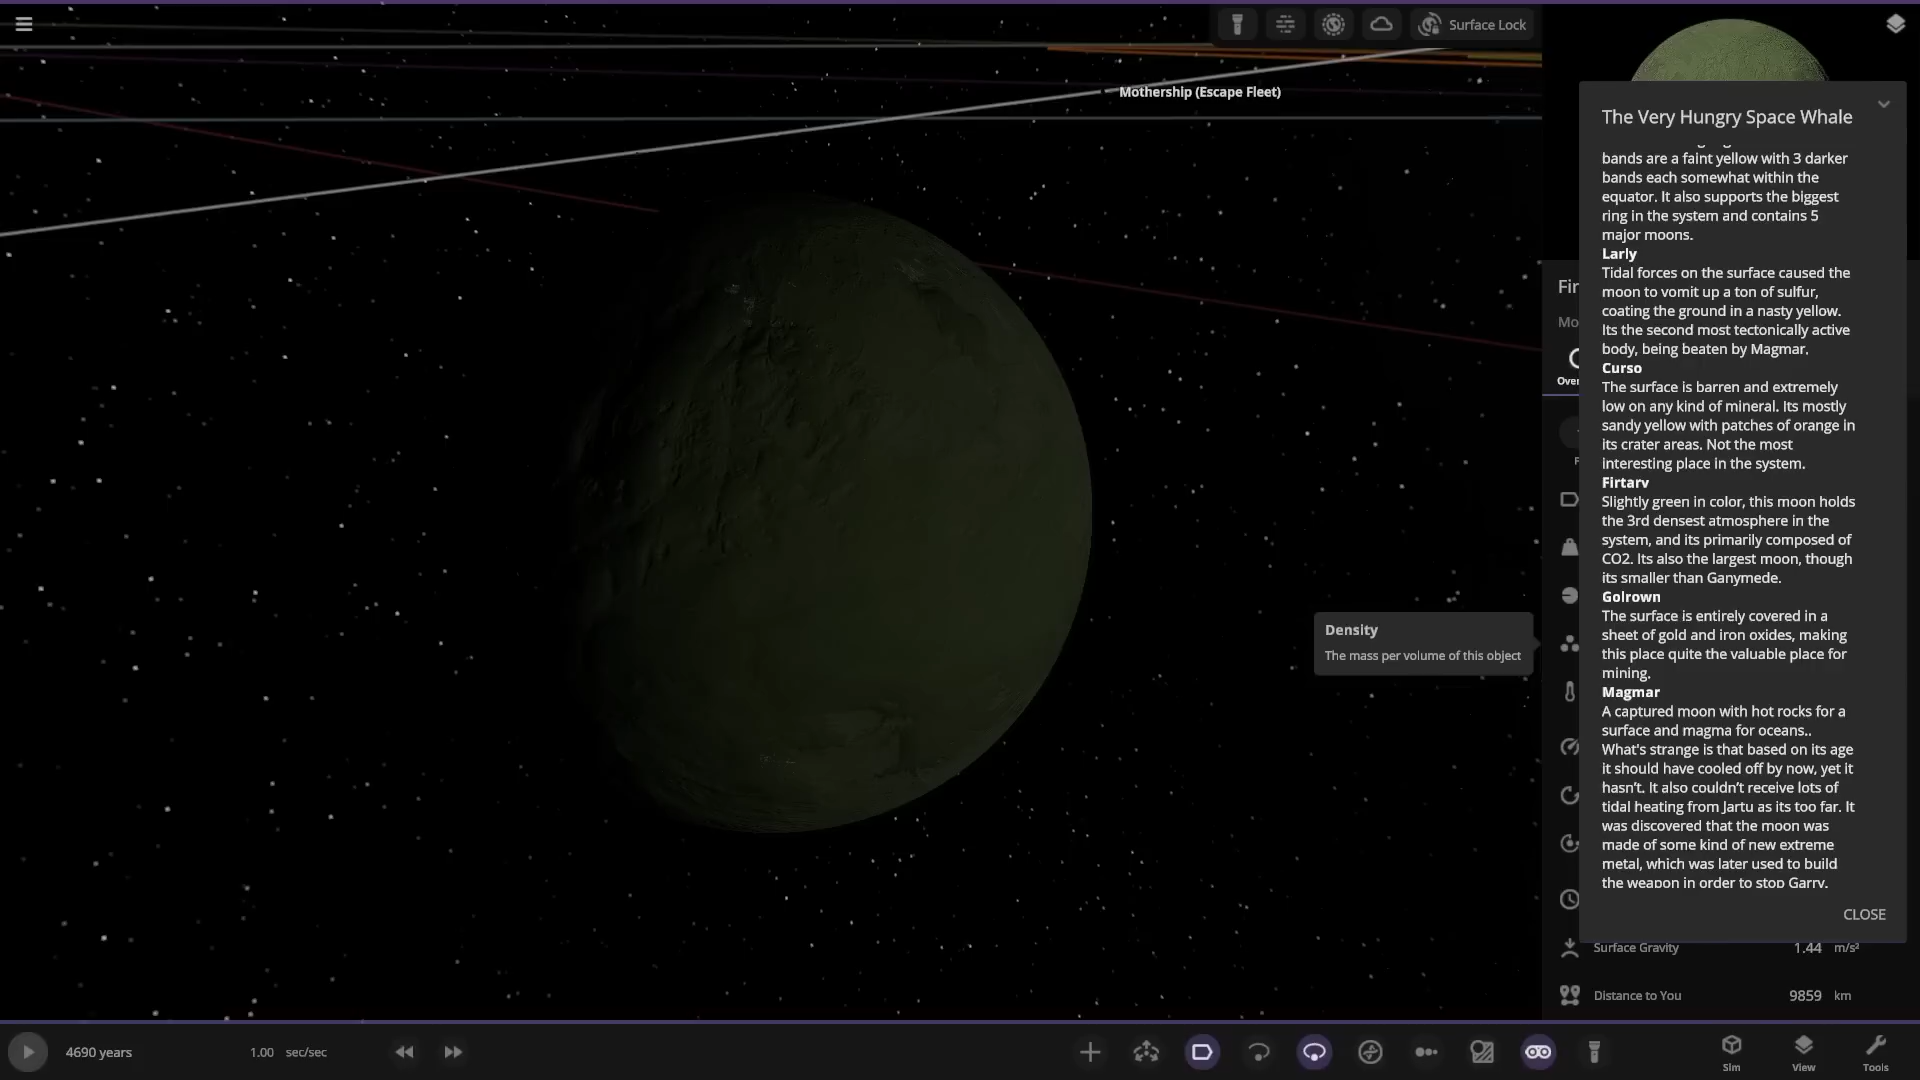 Surface Lock
Mothership (Escape Fleet)
The Very Hungry Space Whale
bands are a faint yellow with 3 darker
bands each somewhat within the
equator. It also supports the biggest
ring in the system and contains 5
major moons.
Larly
Tidal forces on the surface caused the
moon to vomit up a ton of sulfur,
coating the ground in a nasty yellow.
Its the second most tectonically active
body, being beaten by Magmar.
Curso
The surface is barren and extremely
low on any kind of mineral. Its mostly
sandy yellow with patches of orange in
its crater areas. Not the most
interesting place in the system.
Firtarv
Slightly green in color, this moon holds
the 3rd densest atmosphere in the
system, and its primarily composed of
CO2. Its also the largest moon, though
its smaller than Ganymede.
Golrown
The surface is entirely covered in a
sheet of gold and iron oxides, making
this place quite the valuable place for
mining.
Magmar
A captured moon with hot rocks for a
surface and magma for oceans..
What's strange is that based on its age
it should have cooled off by now, yet it
hasn't. It also couldn't receive lots of
tidal heating from Jartu as its too far. It
was discovered that the moon was
made of some kind of new extreme
metal, which was later used to build
the weapon in order to stop Garry.
CLOSE
Fir
Mo
Over
Density
The mass per volume of this object
Surface Gravity 1.44 m/s²
Distance to You 9859 km
4690 years 1.00 sec/sec
Sim View Tools